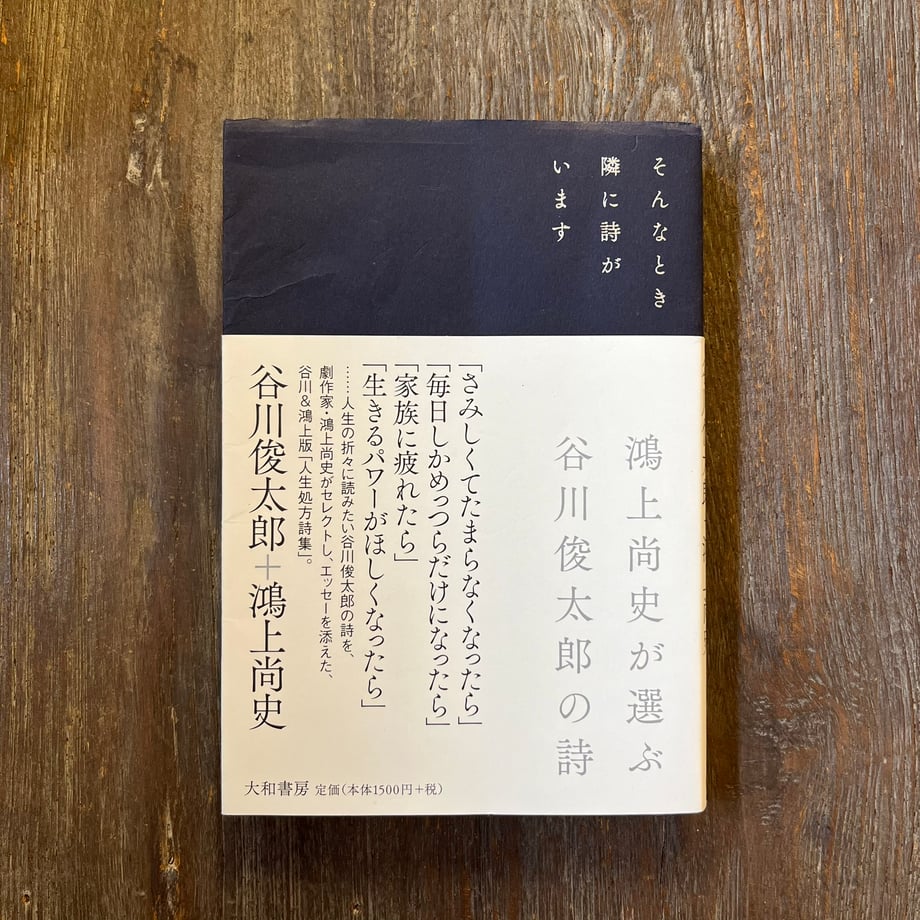 そんなとき
隣に詩が
います
鴻上尚史が選ぶ
谷川俊太郎の詩
「さみしくてたまらなくなったら」
「毎日しかめっつらだけになったら」
「家族に疲れたら」
「生きるパワーがほしくなったら」
……人生の折々に読みたい谷川俊太郎の詩を、
劇作家・鴻上尚史がセレクトし、エッセーを添えた、
谷川&鴻上版「人生処方詩集」。
谷川俊太郎+鴻上尚史
大和書房 定価(本体1500円+税)